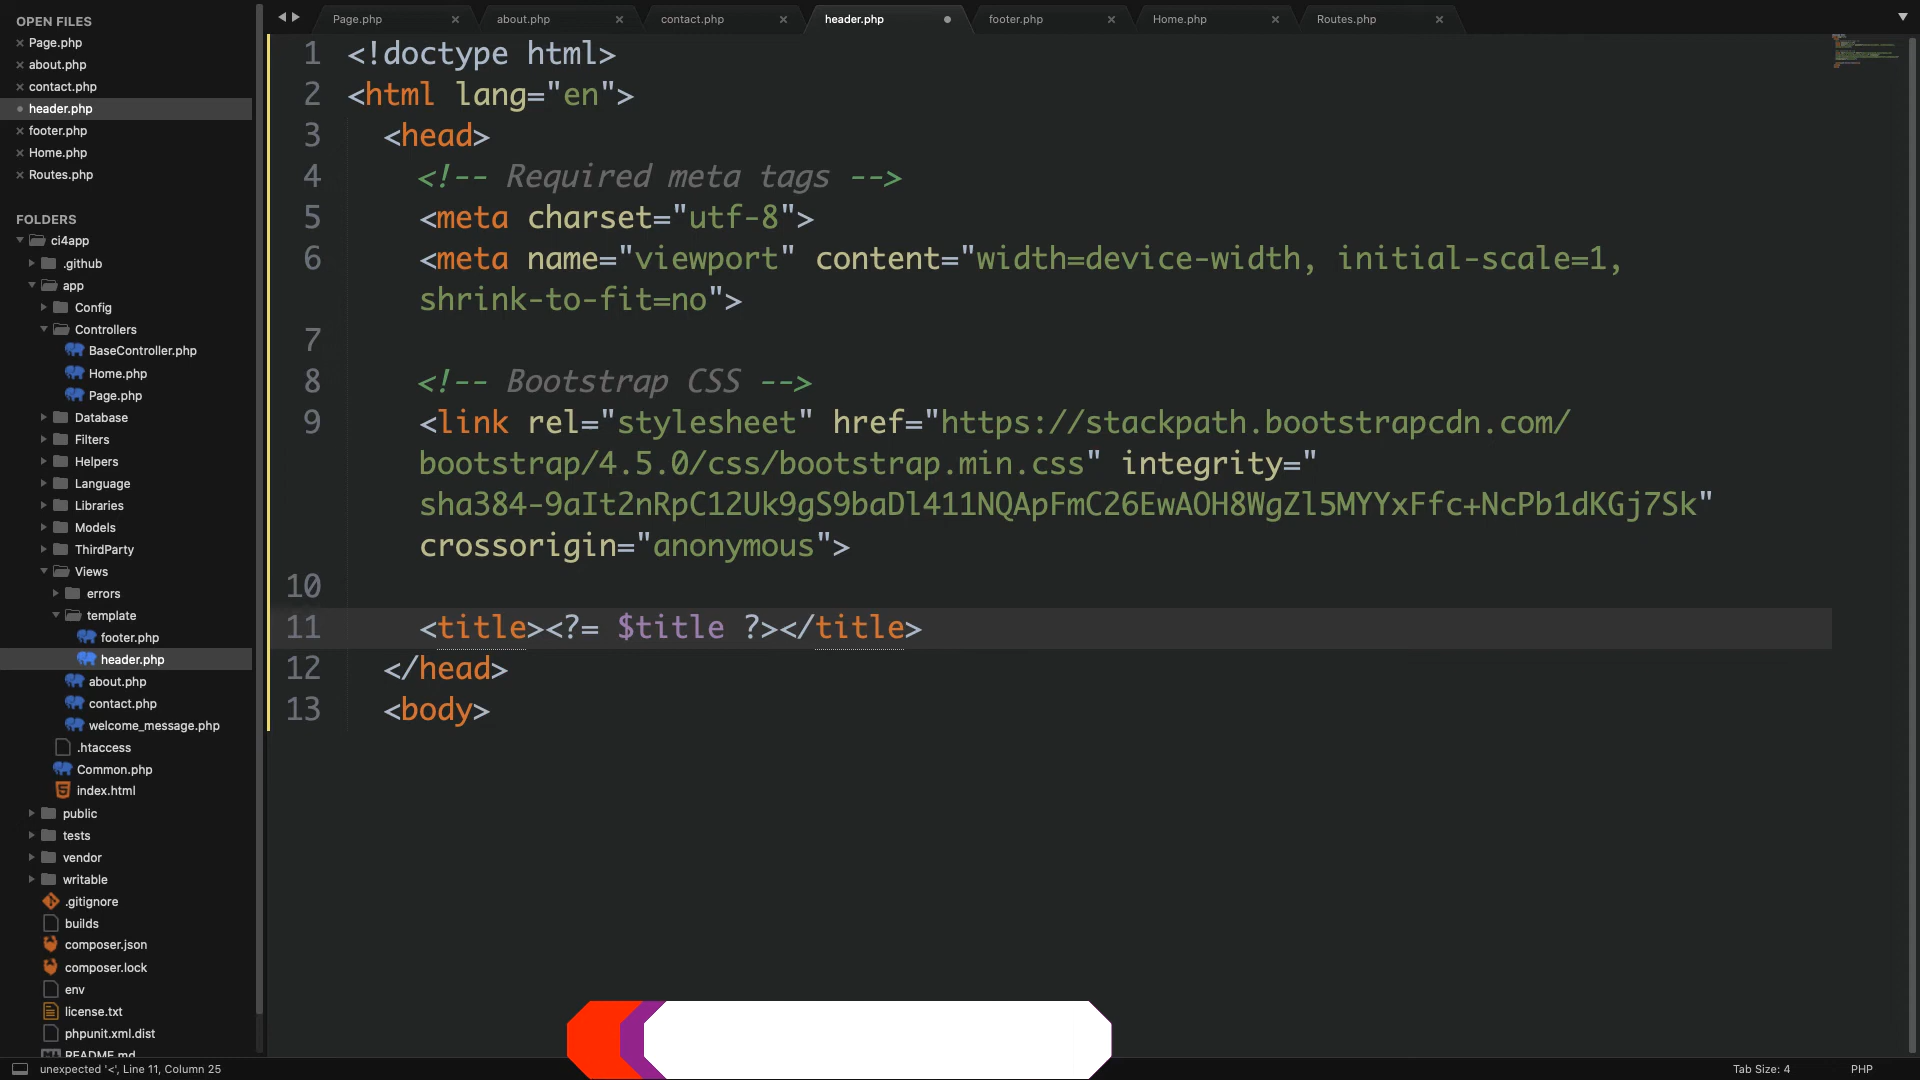 OPEN FILES
Page.php
about.php
contact.php
header.php
footer.php
Home.php
Routes.php
FOLDERS
ci4app
.github
app
Config
Controllers
BaseController.php
Home.php
Page.php
Database
Filters
Helpers
Language
Libraries
Models
ThirdParty
Views
errors
template
footer.php
header.php
about.php
contact.php
welcome_message.php
.htaccess
Common.php
index.html
public
tests
vendor
writable
.gitignore
builds
composer.json
composer.lock
env
license.txt
phpunit.xml.dist
README.md
Page.php about.php contact.php header.php footer.php Home.php Routes.php
1 <!doctype html>
2 <html lang="en">
3 <head>
4 <!-- Required meta tags -->
5 <meta charset="utf-8">
6 <meta name="viewport" content="width=device-width, initial-scale=1,
shrink-to-fit=no">
7
8 <!-- Bootstrap CSS -->
9 <link rel="stylesheet" href="https://stackpath.bootstrapcdn.com/
bootstrap/4.5.0/css/bootstrap.min.css" integrity="
sha384-9aIt2nRpC12Uk9gS9baDl411NQApFmC26EwAOH8WgZl5MYYxFfc+NcPb1dKGj7Sk"
crossorigin="anonymous">
10
11 <title><?= $title ?></title>
12 </head>
13 <body>
unexpected '<', Line 11, Column 25
Tab Size: 4 PHP